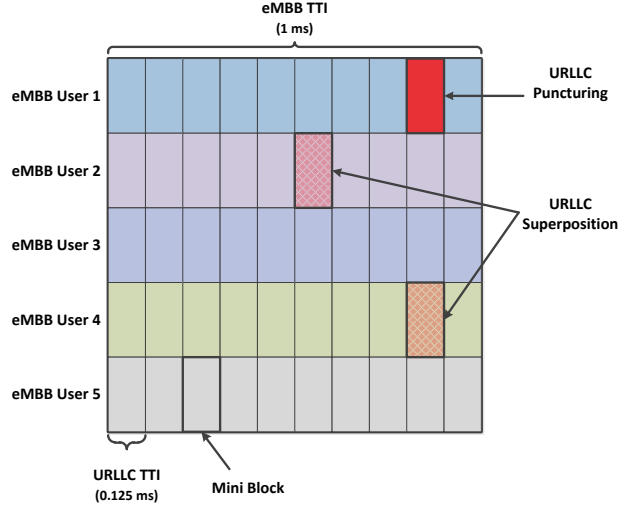 eMBB TTI
(1 ms)
eMBB User 1
URLLC
Puncturing
eMBB User 2
URLLC
Superposition
eMBB User 3
eMBB User 4
eMBB User 5
URLLC TTI
(0.125 ms)
Mini Block